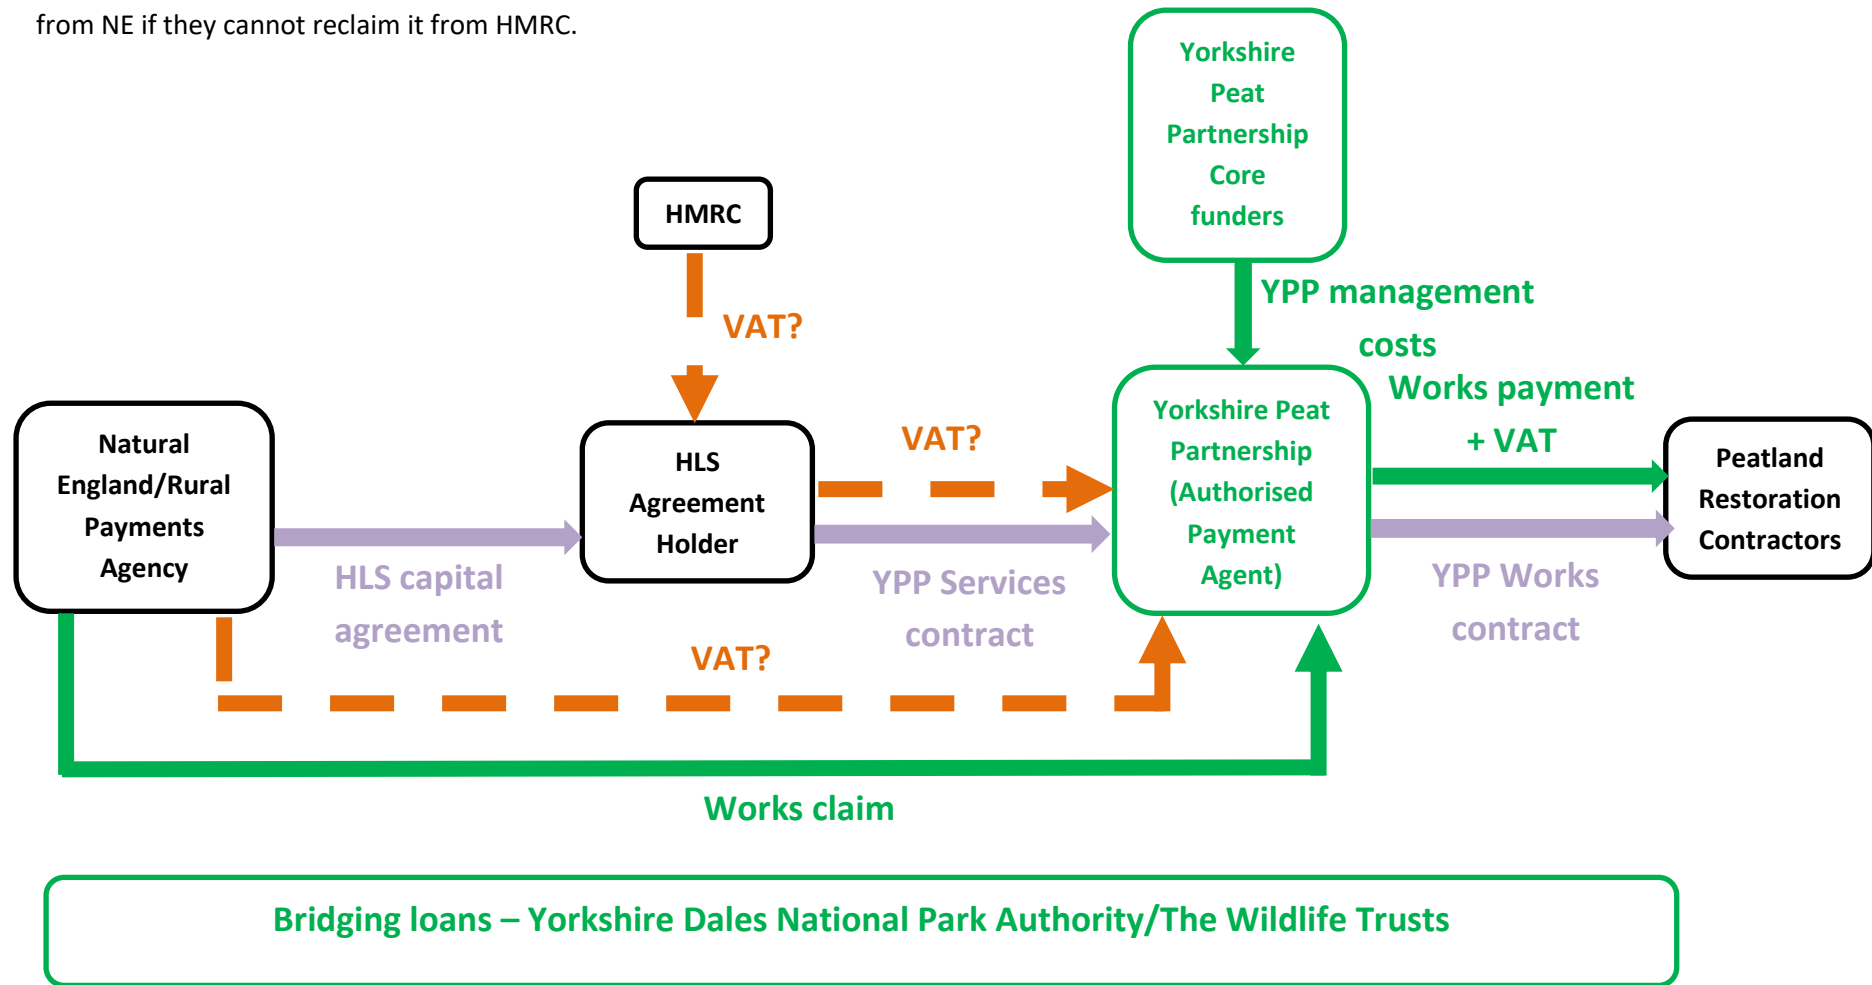 from NE if they cannot reclaim it from HMRC.
Yorkshire
Peat
Partnership
Core
funders
HMRC
YPP management
costs
VAT?
Works payment
+ VAT
Natural
England/Rural
Payments
Agency
HLS
Agreement
Holder
VAT?
Yorkshire Peat
Partnership
(Authorised
Payment
Agent)
Peatland
Restoration
Contractors
HLS capital
agreement
YPP Services
contract
YPP Works
contract
VAT?
Works claim
Bridging loans – Yorkshire Dales National Park Authority/The Wildlife Trusts